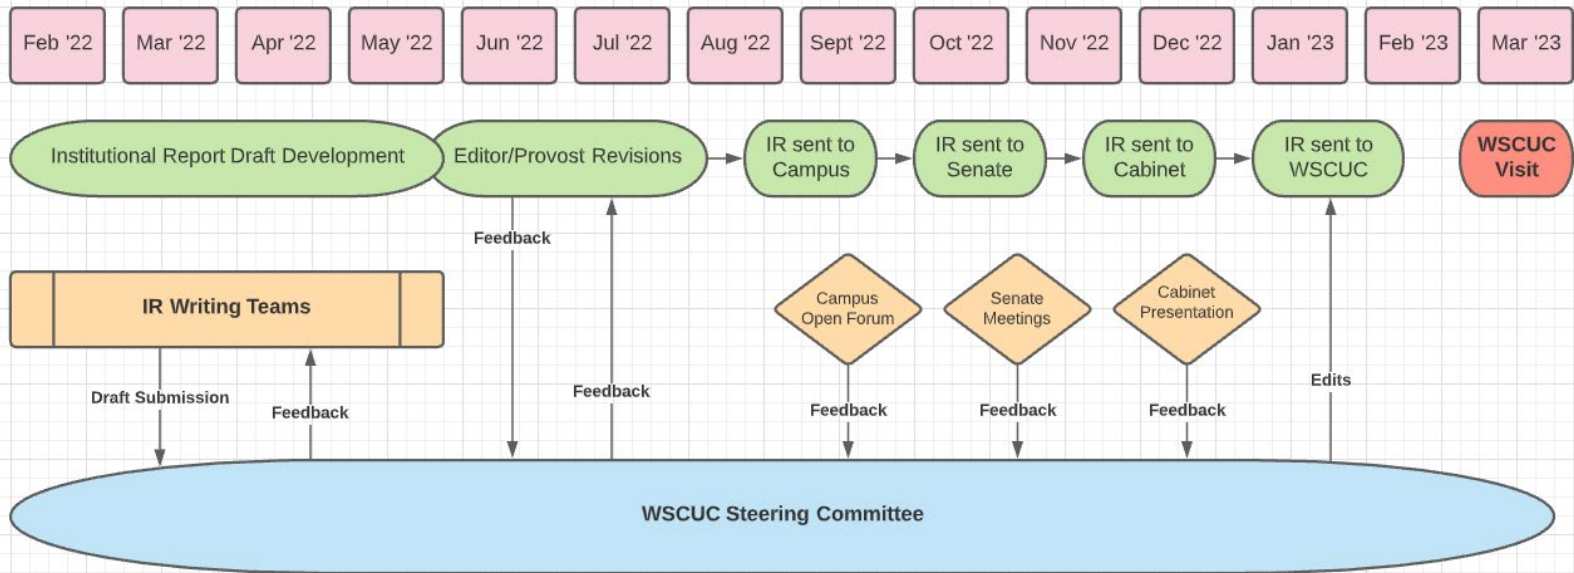 Feb '22
Mar '22
Apr '22
May '22
Jun '22
Jul '22
Aug '22
Sept '22
Oct '22
Nov '22
Dec '22
Jan '23
Feb '23
Mar '23
Institutional Report Draft Development
Editor/Provost Revisions
IR sent to
Campus
IR sent to
Senate
IR sent to
Cabinet
IR sent to
WSCUC
WSCUC
Visit
Feedback
IR Writing Teams
Campus
Open Forum
Senate
Meetings
Cabinet
Presentation
Draft Submission
Feedback
Feedback
Feedback
Feedback
Feedback
Edits
WSCUC Steering Committee